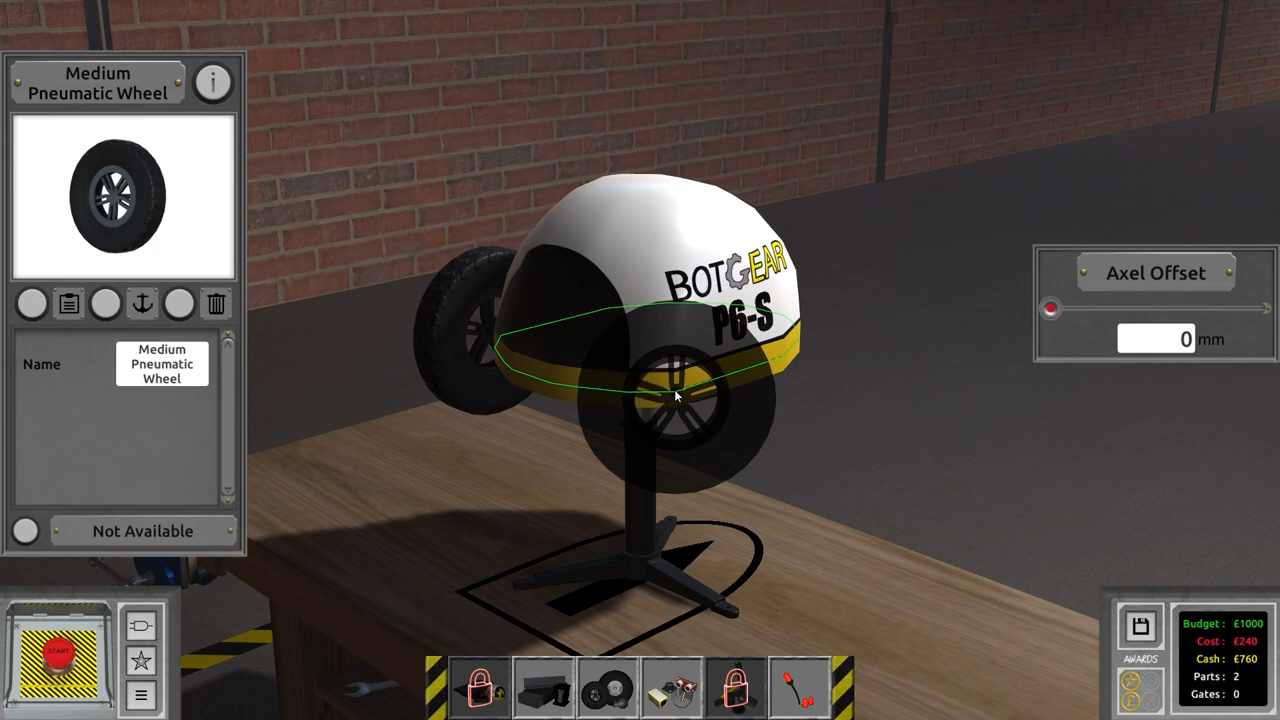 Medium
Pneumatic Wheel
i
Name
Medium
Pneumatic
Wheel
Not Available
BOTGEAR
P6-S
Axel Offset
0 mm
START
AWARDS
Budget : £1000
Cost : £240
Cash : £760
Parts : 2
Gates : 0